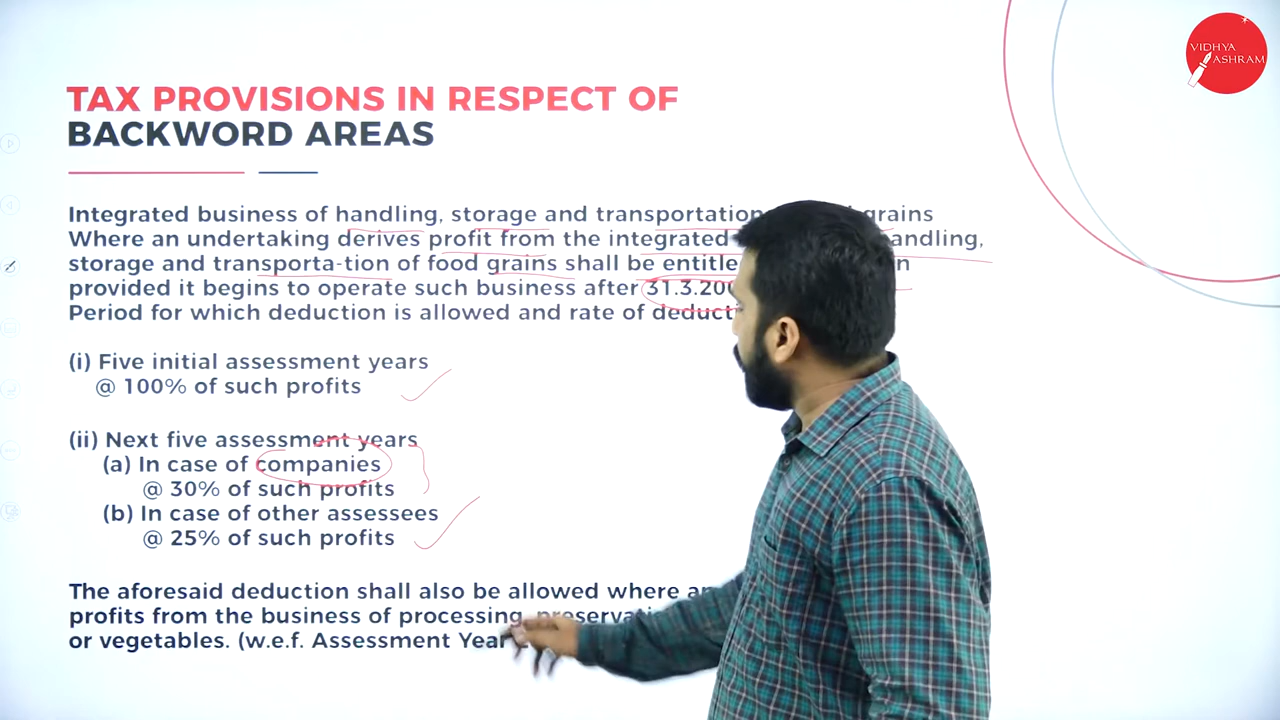 VIDHYA
ASHRAM
TAX PROVISIONS IN RESPECT OF
BACKWORD AREAS
Integrated business of handling, storage and transportation grains
Where an undertaking derives profit from the integrated
storage and transporta-tion of food grains shall be
provided it begins to operate such business after
Period for which deduction is allowed and rate of
(i) Five initial assessment years
@ 100% of such profits
(ii) Next five assessment years
(a) In case of companies
@ 30% of such profits
(b) In case of other assessees
@ 25% of such profits
The aforesaid deduction shall also be allowed where
profits from the business of processing,
or vegetables. (w.e.f. Assessment Year